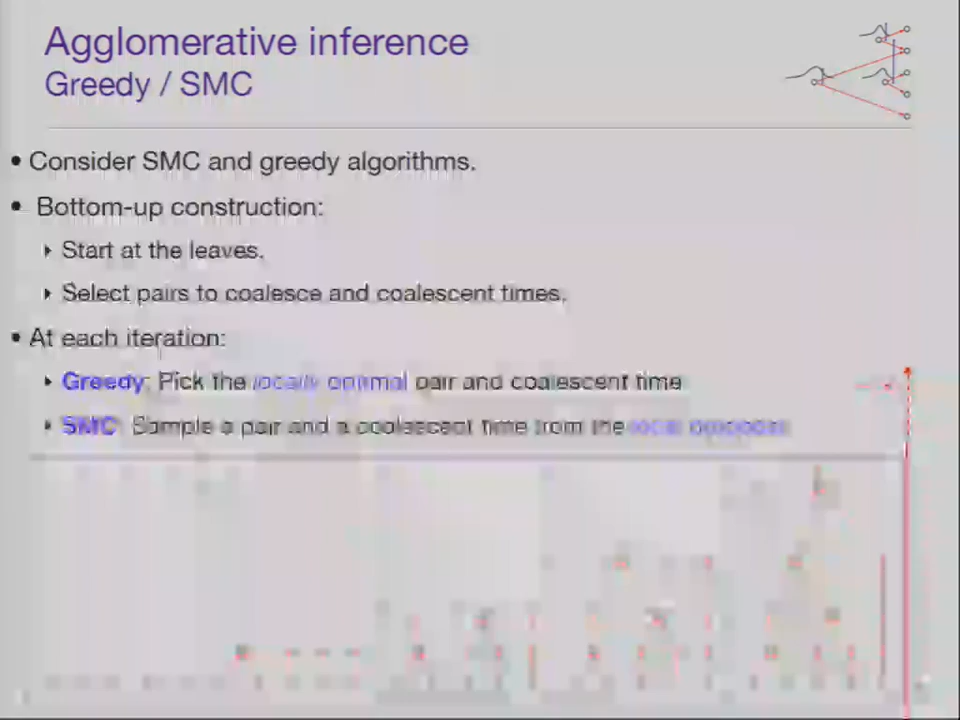 Agglomerative inference
Greedy / SMC
• Consider SMC and greedy algorithms.
• Bottom-up construction:
‣ Start at the leaves.
‣ Select pairs to coalesce and coalescent times.
• At each iteration:
‣ Greedy: Pick the locally optimal pair and coalescent time
‣ SMC: Sample a pair and a coalescent time from the local